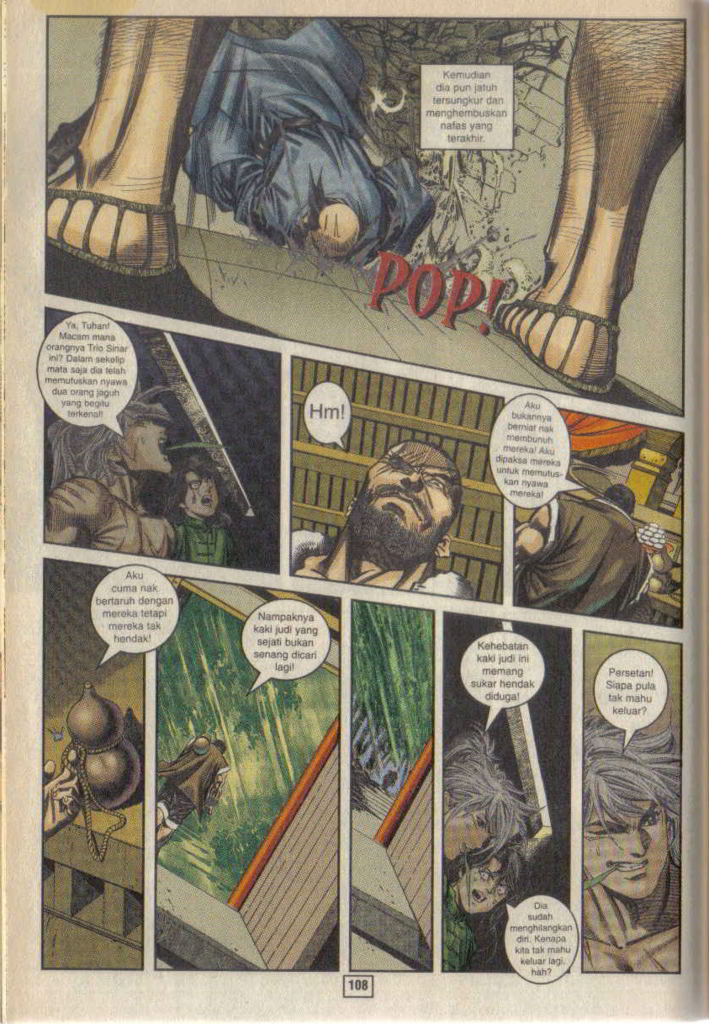 Kemudian
dia pun jatuh
tersungkur dan
menghembuskan
nafas yang
terakhir.
POP!
Ya, Tuhan!
Macam mana
orangnya Trio Sinar
ini? Dalam sekelip
mata saja dia telah
memutuskan nyawa
dua orang jaguh
yang begitu
terkenal!
Hm!
Aku
bukannya
berniat nak
membunuh
mereka! Aku
dipaksa mereka
untuk memutus-
kan nyawa
mereka!
Aku
cuma nak
bertaruh dengan
mereka tetapi
mereka tak
hendak!
Nampaknya
kaki judi yang
sejati bukan
senang dicari
lagi!
Kehebatan
kaki judi ini
memang
sukar hendak
diduga!
Dia
sudah
menghilangkan
diri. Kenapa
kita tak mahu
keluar lagi,
hah?
Persetan!
Siapa pula
tak mahu
keluar?
108